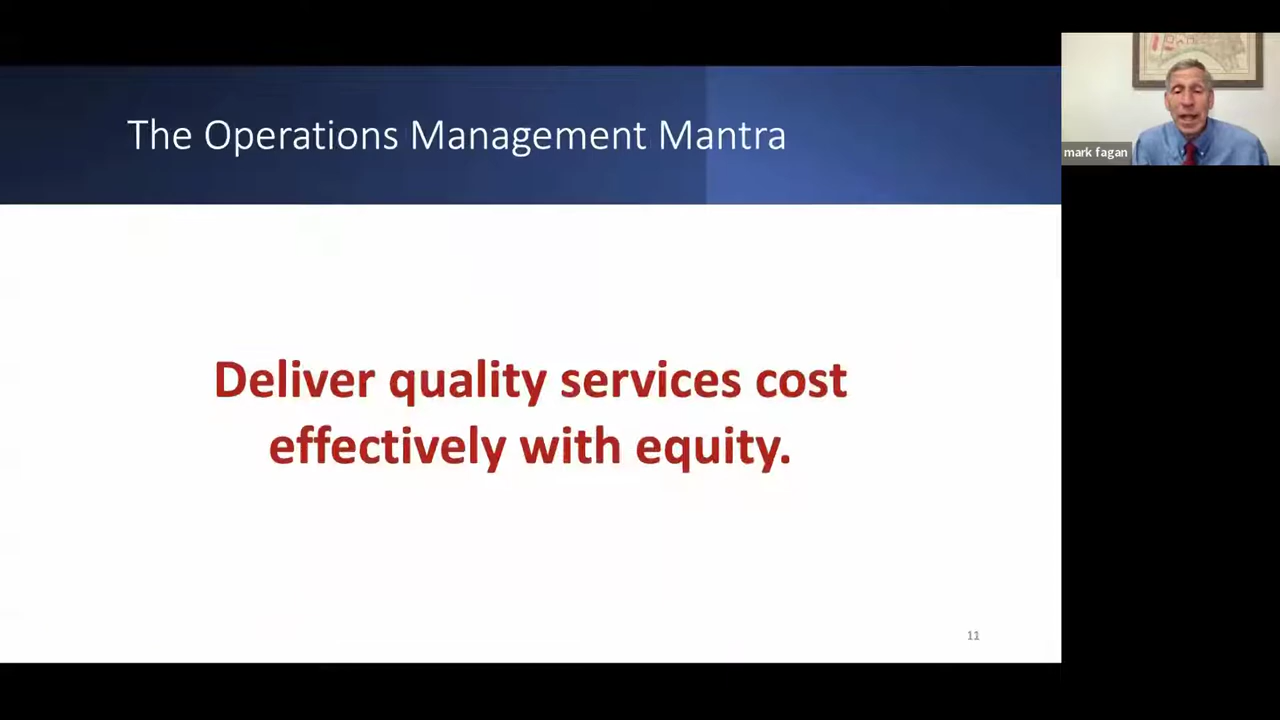 The Operations Management Mantra
mark fagan
Deliver quality services cost
effectively with equity.
11